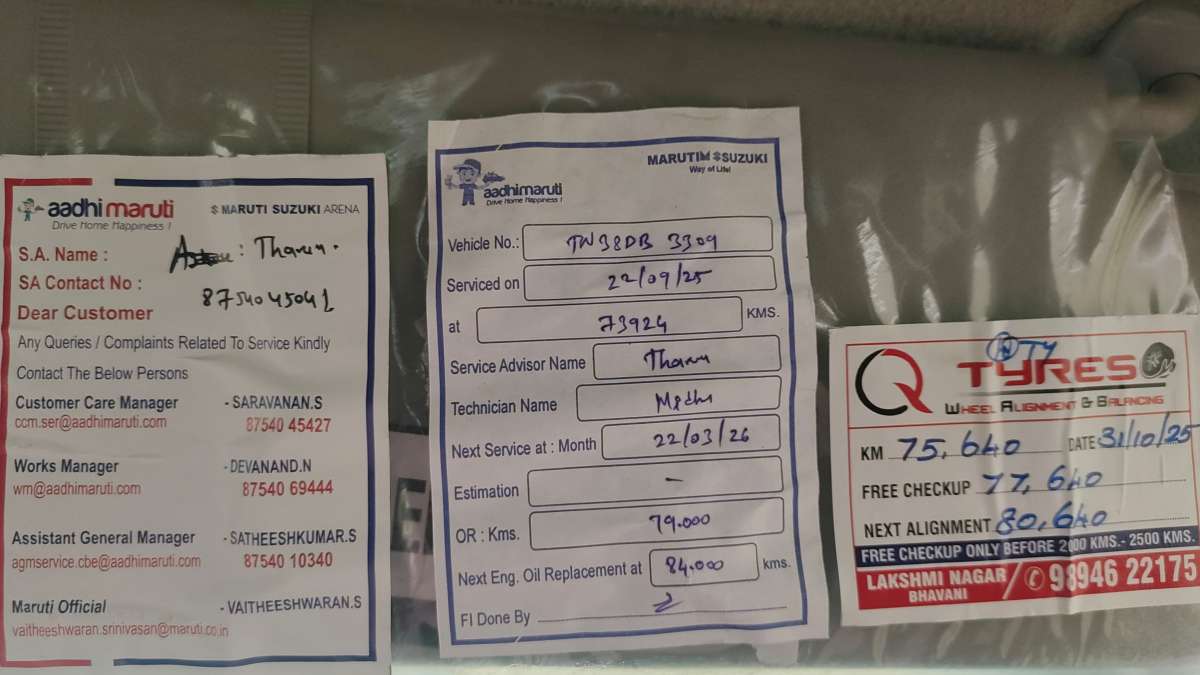 aadhi maruti
Drive Home Happiness !
MARUTI SUZUKI ARENA
S.A. Name : : Tharun.
SA Contact No : 8754045041
Dear Customer
Any Queries / Complaints Related To Service Kindly
Contact The Below Persons
Customer Care Manager - SARAVANAN.S
ccm.ser@aadhimaruti.com 87540 45427
Works Manager - DEVANAND.N
wm@aadhimaruti.com 87540 69444
Assistant General Manager - SATHEESHKUMAR.S
agmservice.cbe@aadhimaruti.com 87540 10340
Maruti Official - VAITHEESHWARAN.S
vaitheeshwaran.srinivasan@maruti.co.in
aadhimaruti
Drive Home Happiness !
MARUTI SUZUKI
Way of Life!
Vehicle No.: TN38DB 3309
Serviced on 22/09/25
at 73924 KMS.
Service Advisor Name Tharun
Technician Name
Next Service at : Month 22/03/26
Estimation -
OR : Kms. 79.000
Next Eng. Oil Replacement at 84.000 kms.
FI Done By
TY
TYRES
WHEEL ALIGNMENT & BALANCING
KM 75,640 DATE 31/10/25
FREE CHECKUP 77,640
NEXT ALIGNMENT 80,640
FREE CHECKUP ONLY BEFORE 2000 KMS.- 2500 KMS.
LAKSHMI NAGAR / 98946 22175
BHAVANI